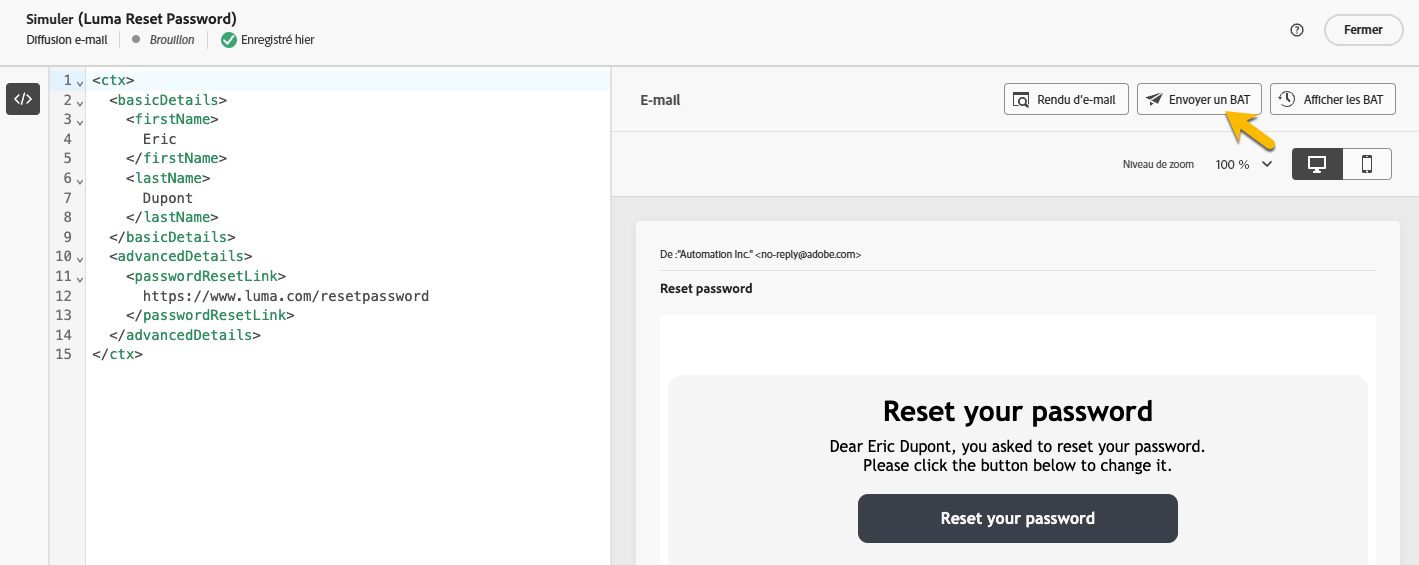 Simuler (Luma Reset Password)
Diffusion e-mail Brouillon Enregistré hier
Fermer
1 <ctx>
2 <basicDetails>
3 <firstName>
4 Eric
5 </firstName>
6 <lastName>
7 Dupont
8 </lastName>
9 </basicDetails>
10 <advancedDetails>
11 <passwordResetLink>
12 https://www.luma.com/resetpassword
13 </passwordResetLink>
14 </advancedDetails>
15 </ctx>
E-mail Rendu d'e-mail Envoyer un BAT Afficher les BAT
Niveau de zoom 100 %
De :"Automation Inc." <no-reply@adobe.com>
Reset password
Reset your password
Dear Eric Dupont, you asked to reset your password.
Please click the button below to change it.
Reset your password